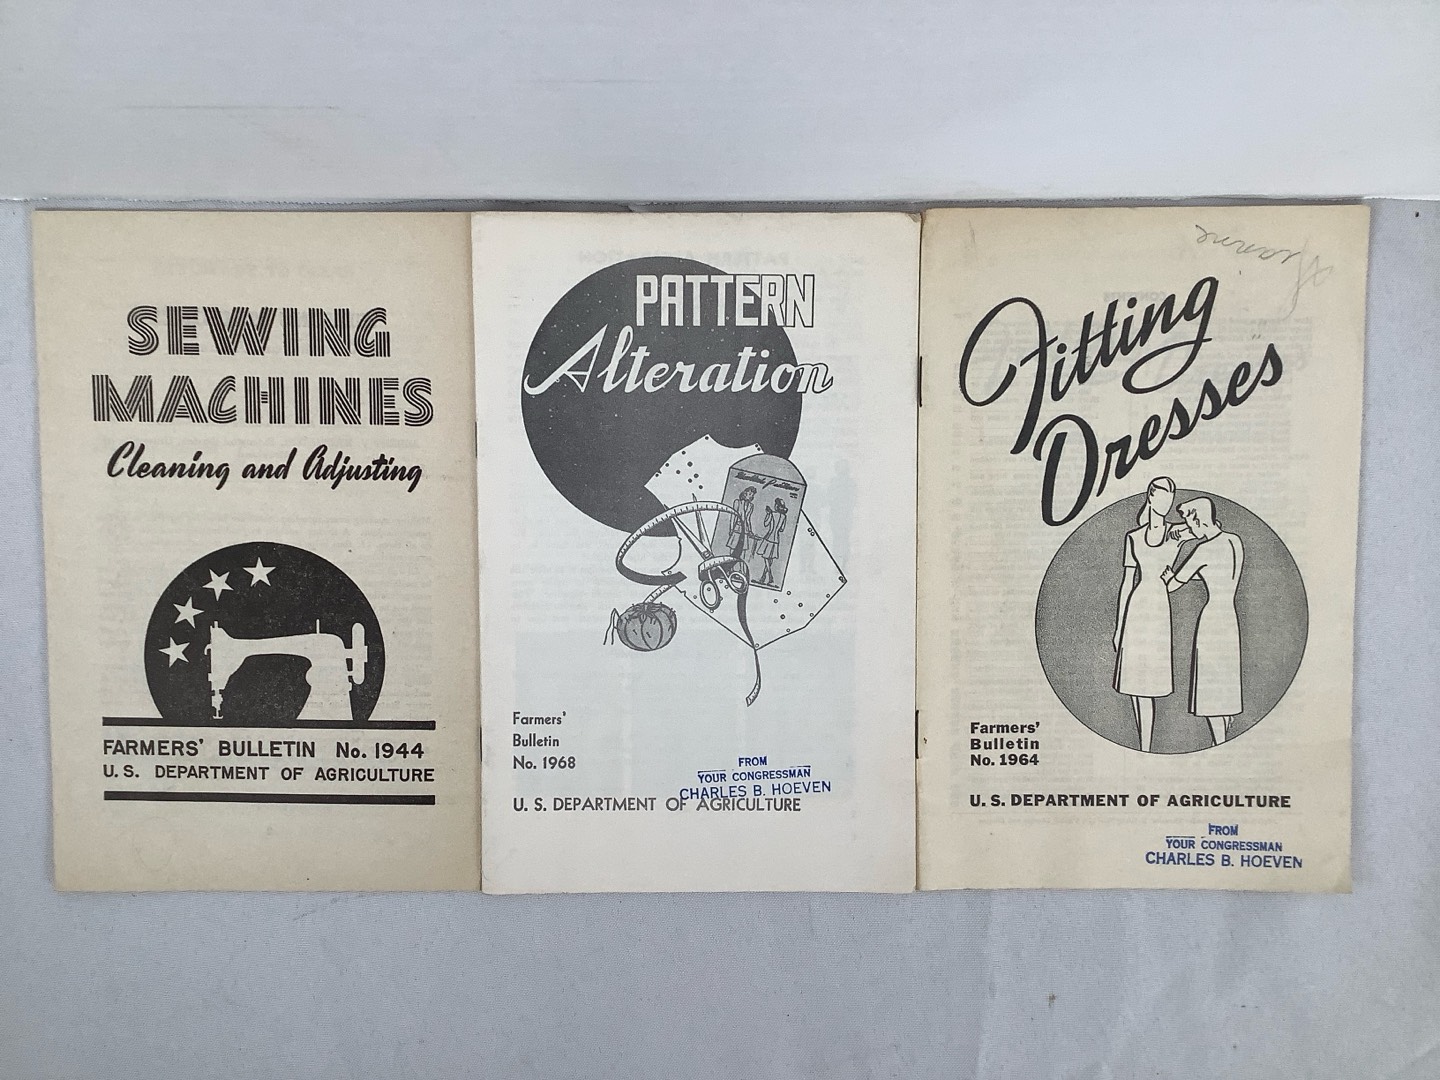 SEWING
MACHINES
Cleaning and Adjusting
FARMERS' BULLETIN No. 1944
U. S. DEPARTMENT OF AGRICULTURE
PATTERN
Alteration
Farmers'
Bulletin
No. 1968
FROM
YOUR CONGRESSMAN
CHARLES B. HOEVEN
U. S. DEPARTMENT OF AGRICULTURE
Fitting
Dresses
Farmers'
Bulletin
No. 1964
U. S. DEPARTMENT OF AGRICULTURE
FROM
YOUR CONGRESSMAN
CHARLES B. HOEVEN